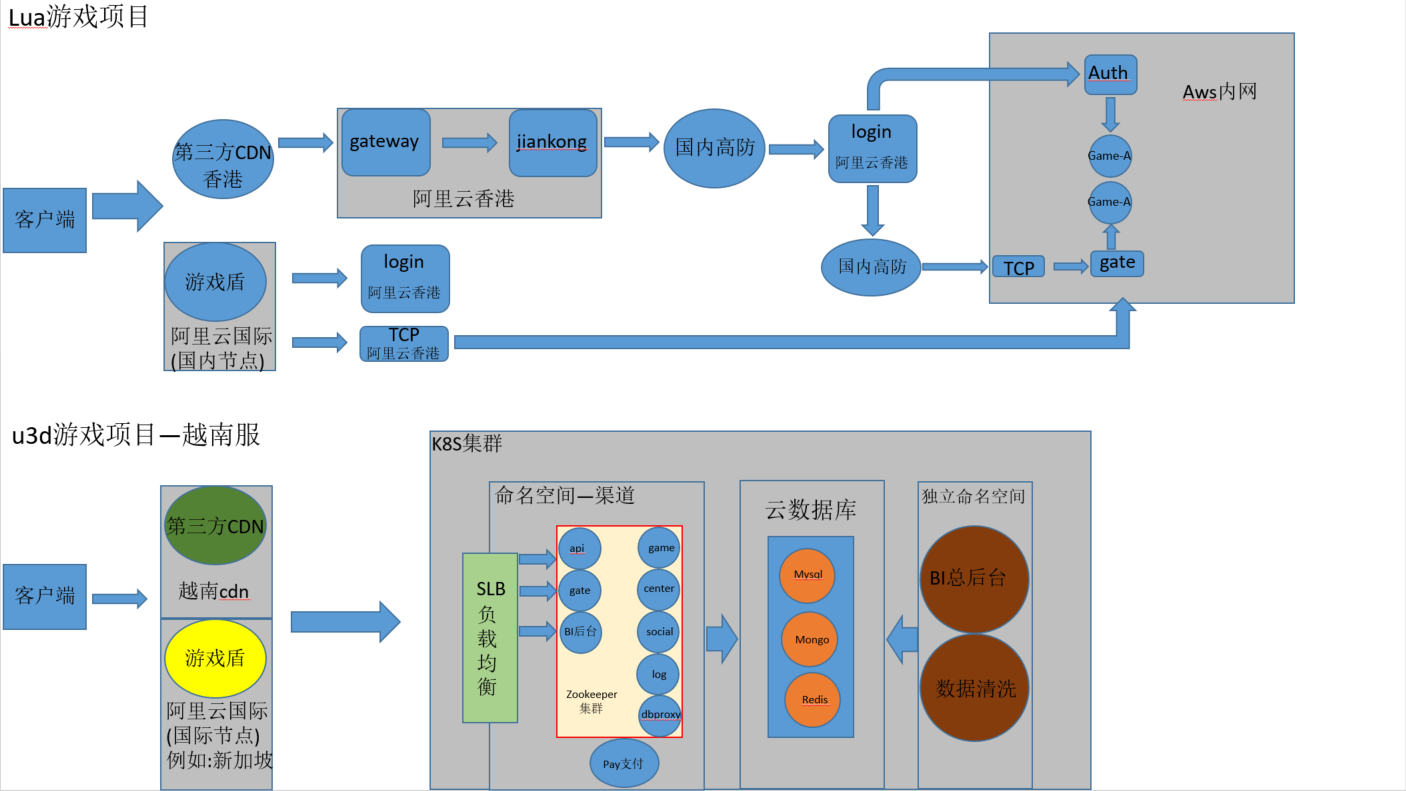 Lua游戏项目
客户端
第三方CDN
香港
gateway
jiankong
阿里云香港
国内高防
login
阿里云香港
Auth
Aws内网
Game-A
Game-A
国内高防
TCP
gate
游戏盾
阿里云国际
(国内节点)
login
阿里云香港
TCP
阿里云香港
u3d游戏项目—越南服
客户端
第三方CDN
越南cdn
游戏盾
阿里云国际
(国际节点)
例如:新加坡
K8S集群
命名空间—渠道
SLB
负
载
均
衡
api
gate
BI后台
game
center
social
log
dbproxy
Zookeeper
集群
Pay支付
云数据库
Mysql
Mongo
Redis
独立命名空间
BI总后台
数据清洗